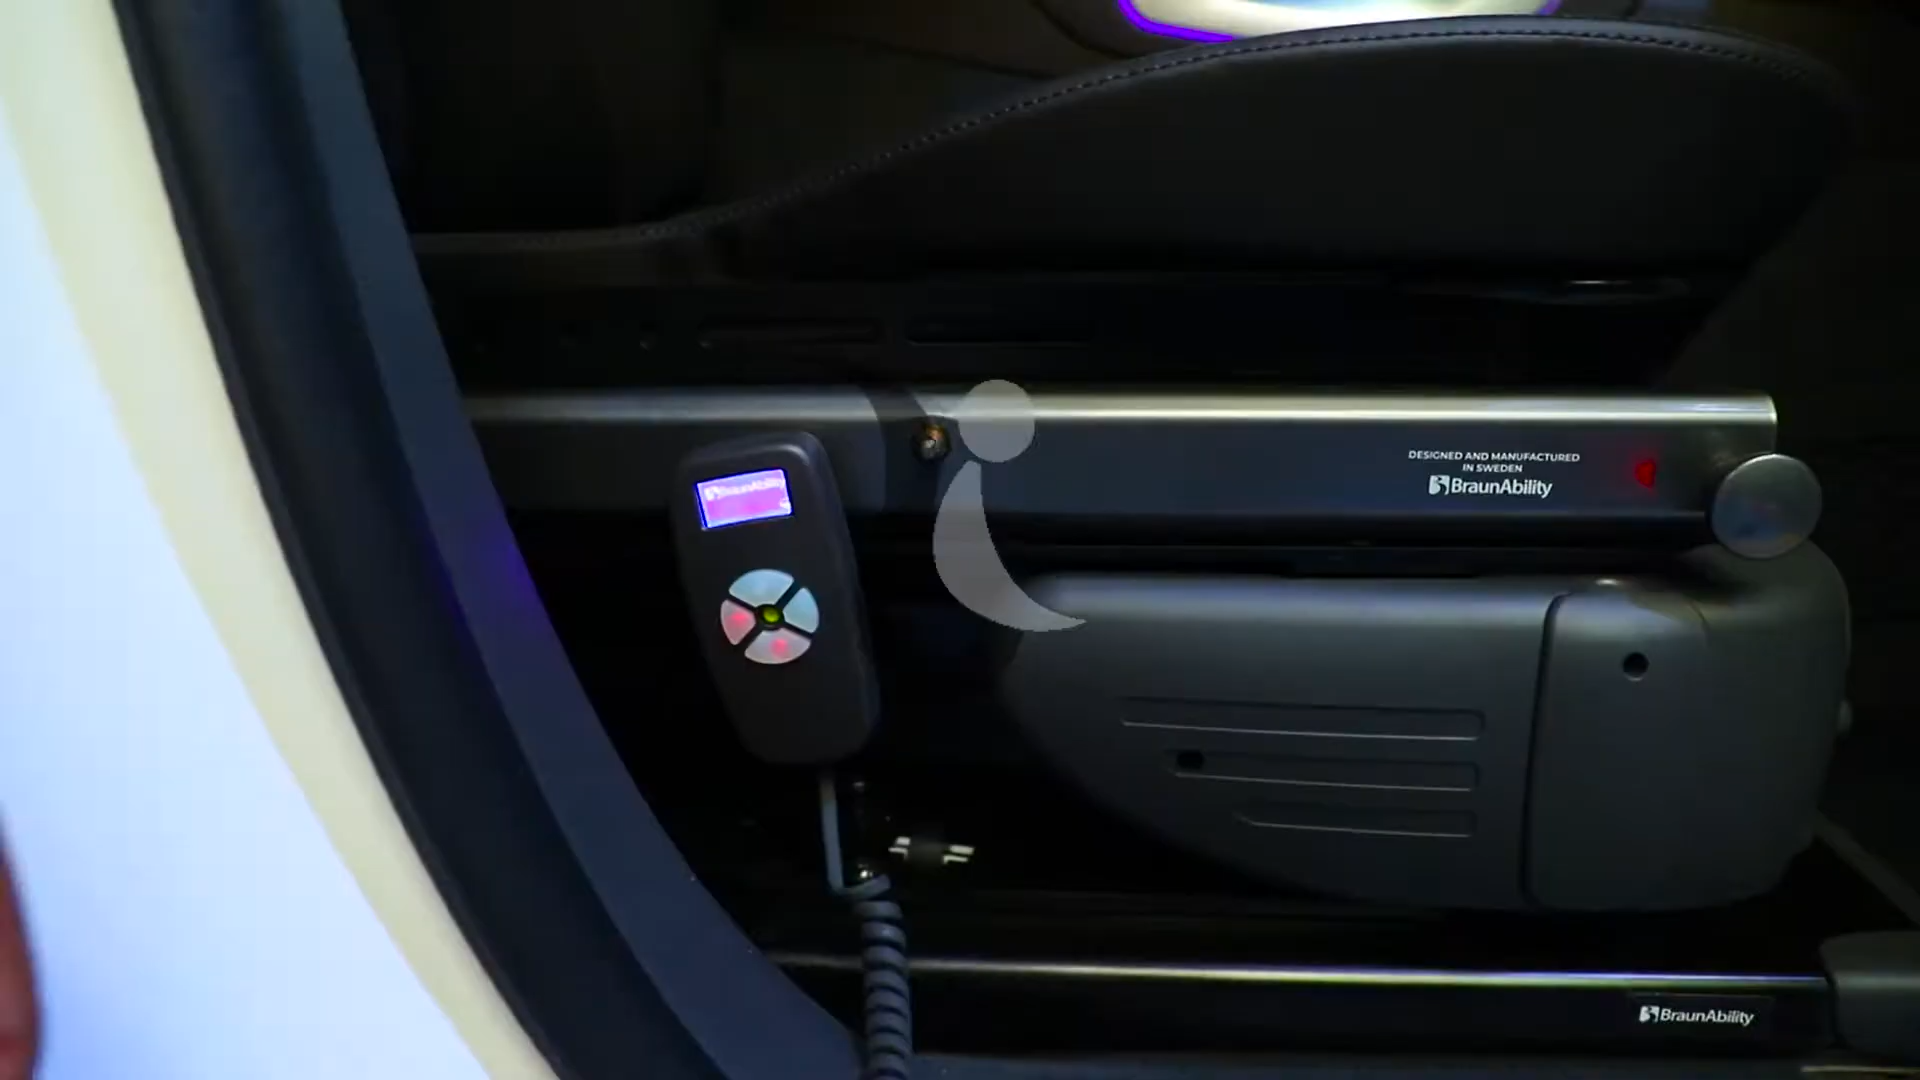 BraunAbility
DESIGNED AND MANUFACTURED
IN SWEDEN
BraunAbility
BraunAbility